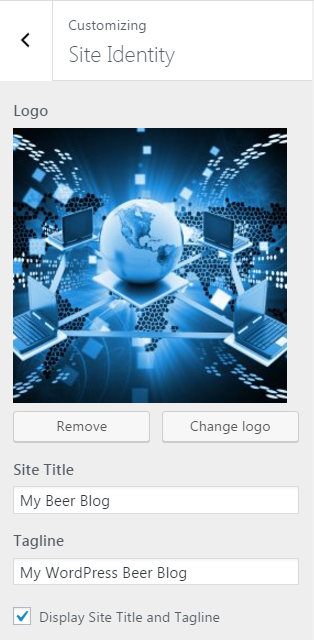 Customizing
Site Identity
Logo
Remove
Change logo
Site Title
My Beer Blog
Tagline
My WordPress Beer Blog
Display Site Title and Tagline